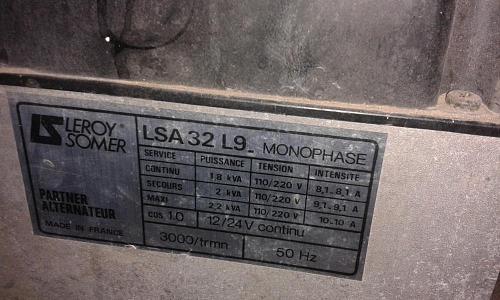 LEROY
SOMER
PARTNER
ALTERNATEUR
MADE IN FRANCE
LSA 32 L9- MONOPHASE
SERVICE PUISSANCE TENSION INTENSITE
CONTINU 1,8 kVA 110/220 V 8,1-8,1 A
SECOURS 2 kVA 110/220 V 9,1-9,1 A
MAXI 2,2 kVA 110/220 V 10-10 A
cos 1.0 12/24V continu
3000/trmn 50 Hz